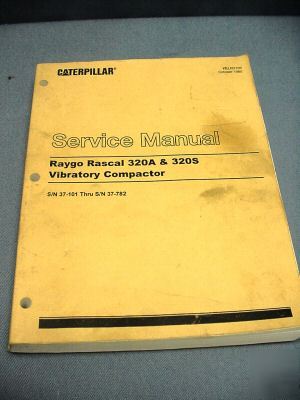 CATERPILLAR
Service Manual
Raygo Rascal 320A & 320S
Vibratory Compactor
S/N 37-101 Thru S/N 37-782